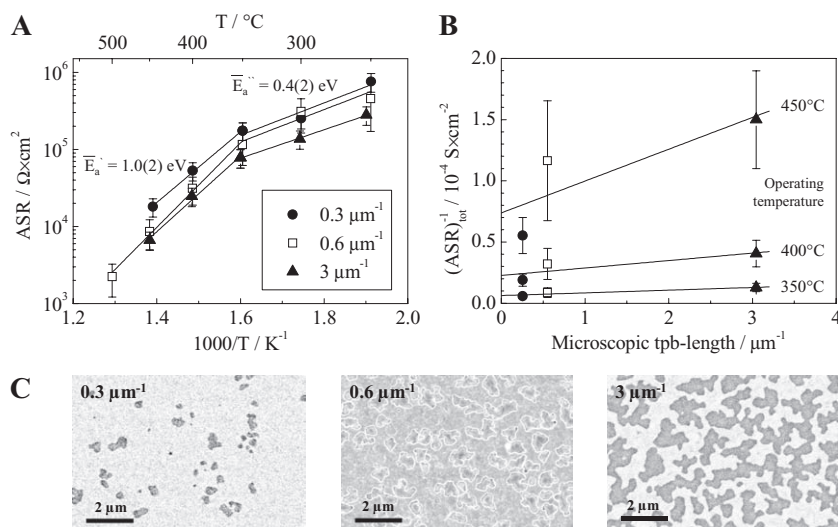 A
T / °C
500 400 300
10⁶
10⁵
10⁴
10³
ASR / Ω×cm²
E̅ₐ`` = 0.4(2) eV
E̅ₐ` = 1.0(2) eV
0.3 µm⁻¹
0.6 µm⁻¹
3 µm⁻¹
1.2 1.4 1.6 1.8 2.0
1000/T / K⁻¹
B
2.0
1.5
1.0
0.5
0.0
(ASR)⁻¹tot / 10⁻⁴ S×cm⁻²
450°C
Operating
temperature
400°C
350°C
0 1 2 3 4
Microscopic tpb-length / µm⁻¹
C
0.3 µm⁻¹
2 µm
0.6 µm⁻¹
2 µm
3 µm⁻¹
2 µm